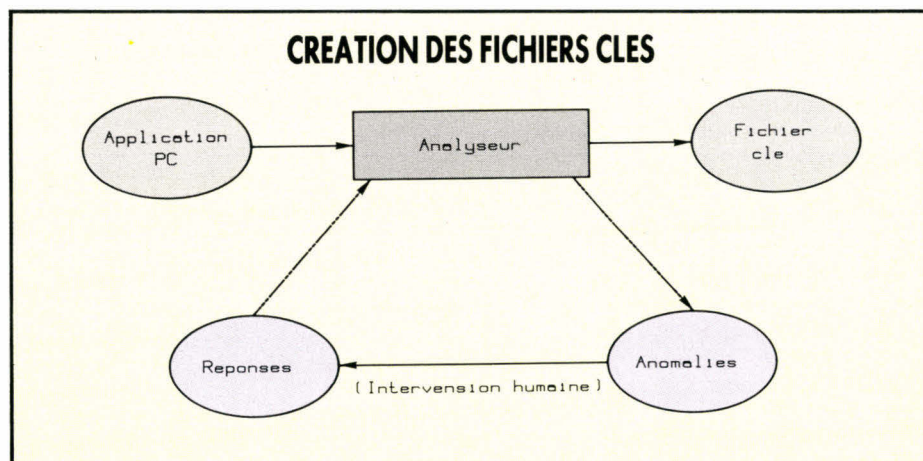 CREATION DES FICHIERS CLES
Application
PC
Analyseur
Fichier
cle
Reponses
(Intervension humaine)
Anomalies